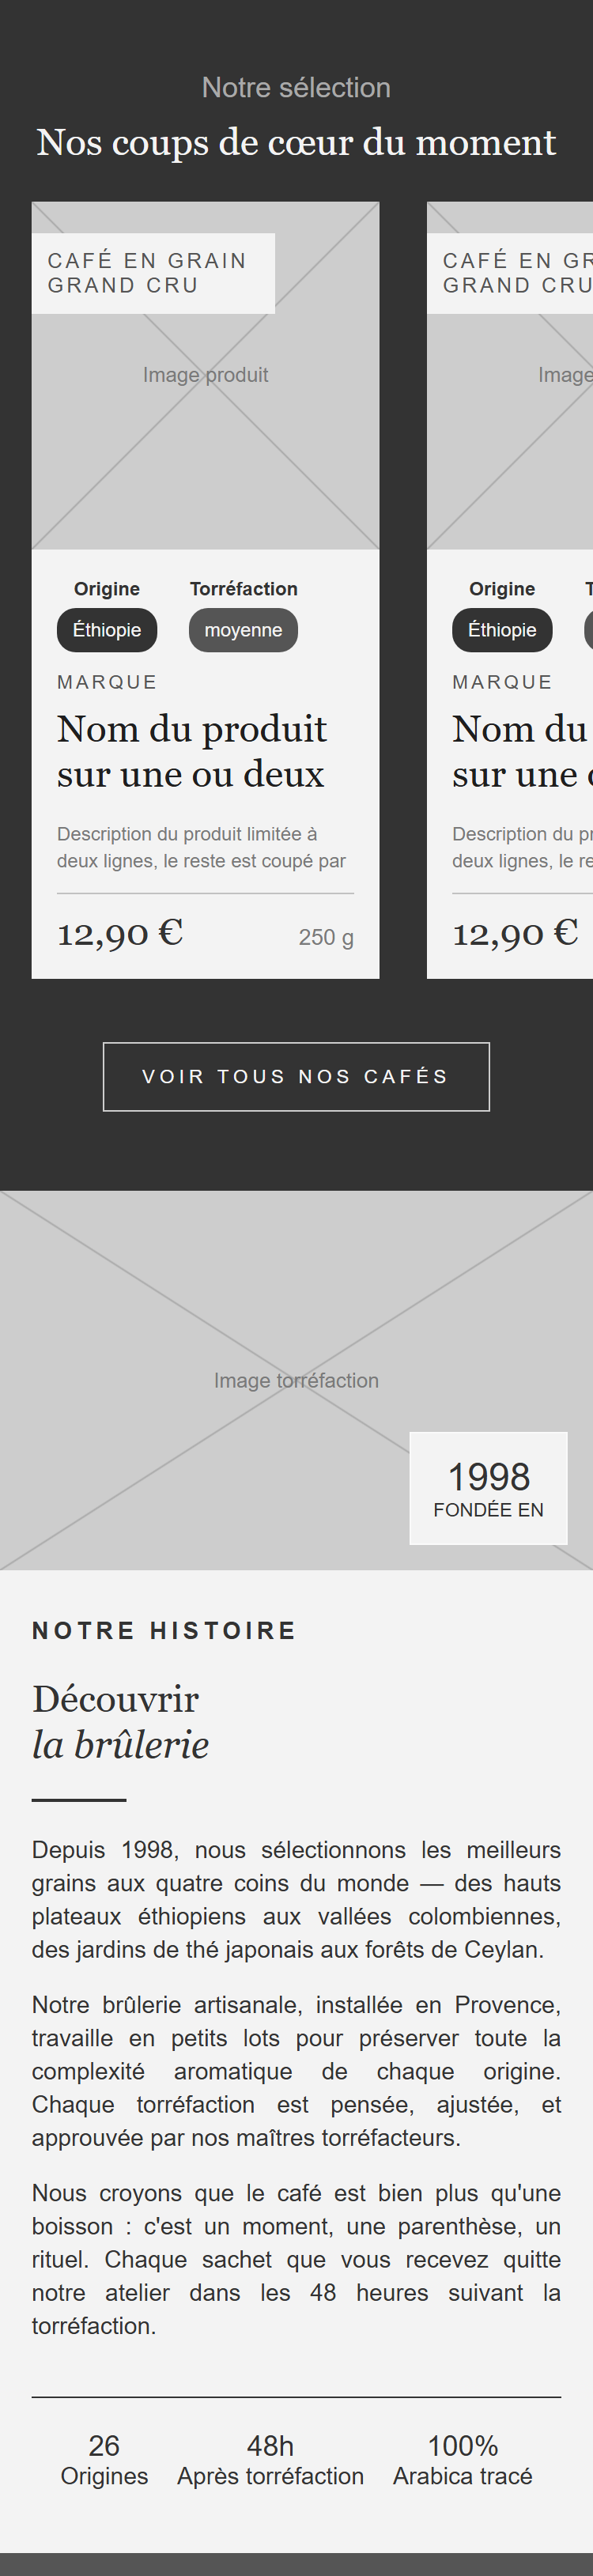 Notre sélection
Nos coups de cœur du moment
CAFÉ EN GRAIN
GRAND CRU
Image produit
Origine
Torréfaction
Éthiopie
moyenne
MARQUE
Nom du produit
sur une ou deux
Description du produit limitée à
deux lignes, le reste est coupé par
12,90 €
250 g
CAFÉ EN GR
GRAND CRU
Image
Origine
Éthiopie
MARQUE
Nom du
sur une
Description du pr
deux lignes, le re
12,90 €
VOIR TOUS NOS CAFÉS
Image torréfaction
1998
FONDÉE EN
NOTRE HISTOIRE
Découvrir
la brûlerie
Depuis 1998, nous sélectionnons les meilleurs
grains aux quatre coins du monde — des hauts
plateaux éthiopiens aux vallées colombiennes,
des jardins de thé japonais aux forêts de Ceylan.
Notre brûlerie artisanale, installée en Provence,
travaille en petits lots pour préserver toute la
complexité aromatique de chaque origine.
Chaque torréfaction est pensée, ajustée, et
approuvée par nos maîtres torréfacteurs.
Nous croyons que le café est bien plus qu'une
boisson : c'est un moment, une parenthèse, un
rituel. Chaque sachet que vous recevez quitte
notre atelier dans les 48 heures suivant la
torréfaction.
26
Origines
48h
Après torréfaction
100%
Arabica tracé